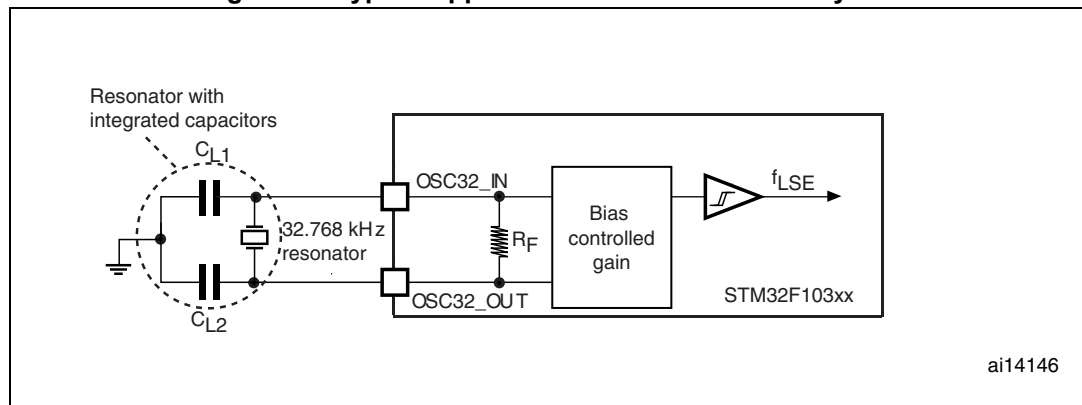 Resonator with
integrated capacitors
CL1
OSC32_IN
fLSE
32.768 kHz
resonator
RF
Bias
controlled
gain
STM32F103xx
OSC32_OUT
CL2
ai14146